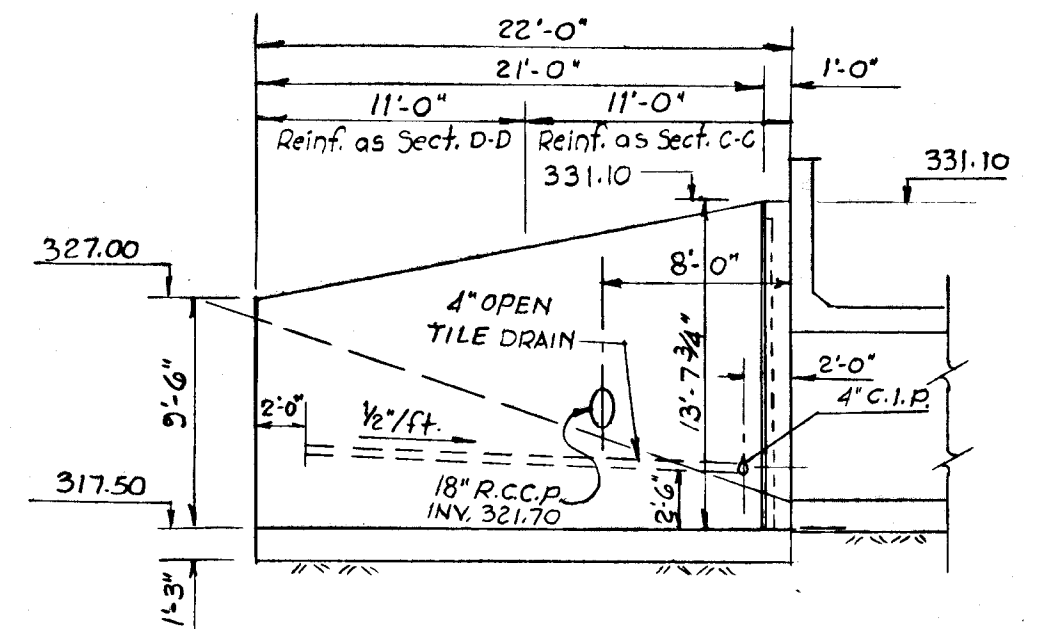 22'-0"
21'-0"
1'-0"
11'-0"
11'-0"
Reinf. as Sect. D-D
Reinf. as Sect. C-C
331.10
331.10
327.00
8'-0"
4" OPEN
TILE DRAIN
13'-7 3/4"
2'-0"
4" C.I.P.
9'-6"
2'-0"
1/2"/ft.
317.50
18" R.C.C.P.
INV. 321.70
2'-6"
1'-3"